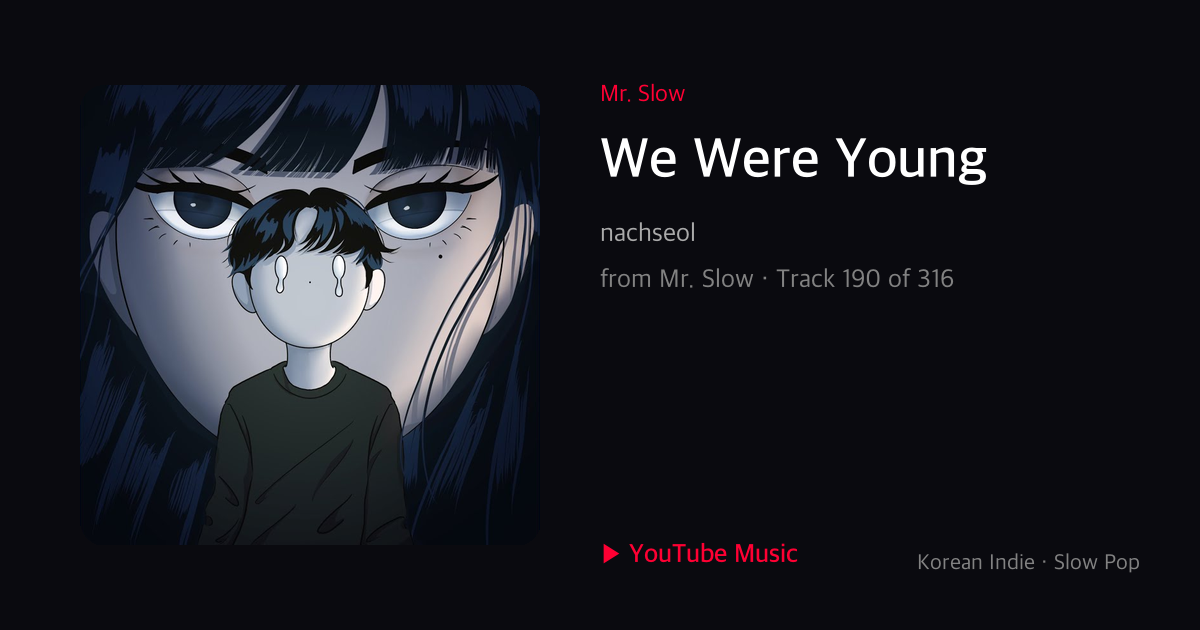 Mr. Slow
We Were Young
nachseol
from Mr. Slow · Track 190 of 316
YouTube Music
Korean Indie · Slow Pop